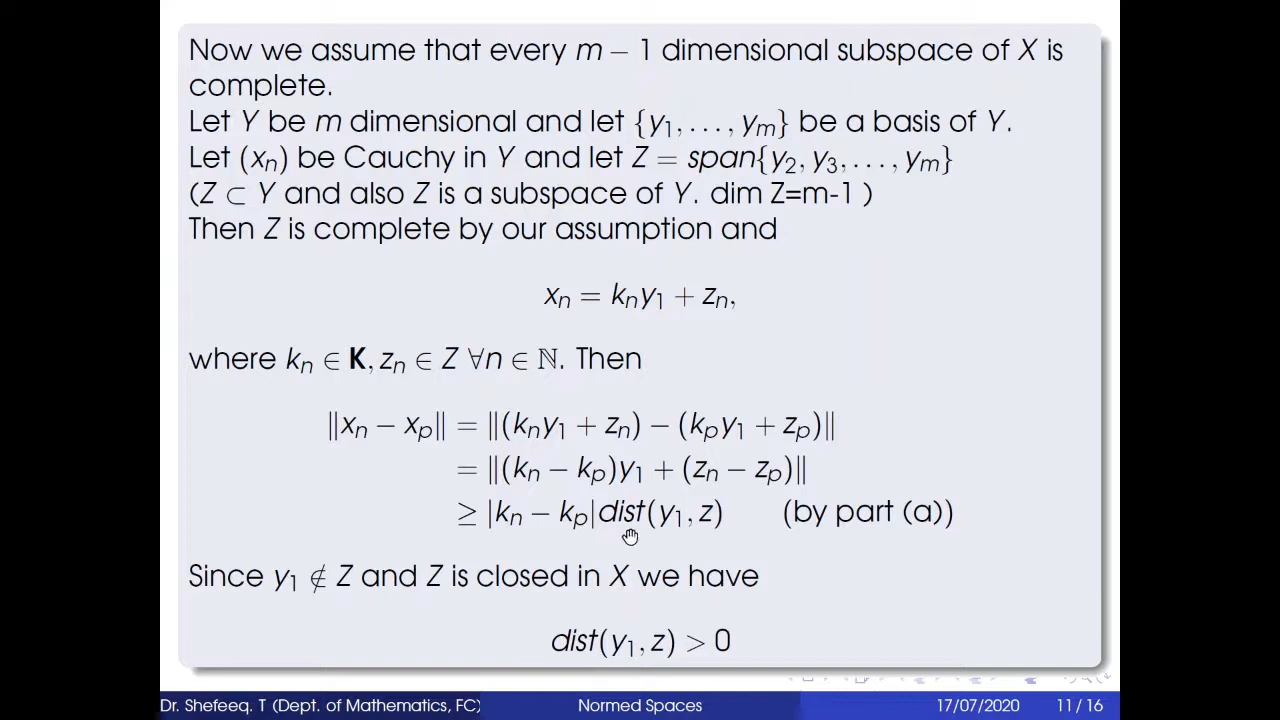 Now we assume that every m − 1 dimensional subspace of X is
complete.
Let Y be m dimensional and let {y₁, . . . , yₘ} be a basis of Y.
Let (xₙ) be Cauchy in Y and let Z = span{y₂, y₃, . . . , yₘ}
(Z ⊂ Y and also Z is a subspace of Y. dim Z=m-1 )
Then Z is complete by our assumption and
xₙ = kₙy₁ + zₙ,
where kₙ ∈ K, zₙ ∈ Z ∀n ∈ ℕ. Then
‖xₙ − xₚ‖ = ‖(kₙy₁ + zₙ) − (kₚy₁ + zₚ)‖
= ‖(kₙ − kₚ)y₁ + (zₙ − zₚ)‖
≥ |kₙ − kₚ|dist(y₁, z) (by part (a))
Since y₁ ∉ Z and Z is closed in X we have
dist(y₁, z) > 0
Dr. Shefeeq. T (Dept. of Mathematics, FC) Normed Spaces 17/07/2020 11 / 16